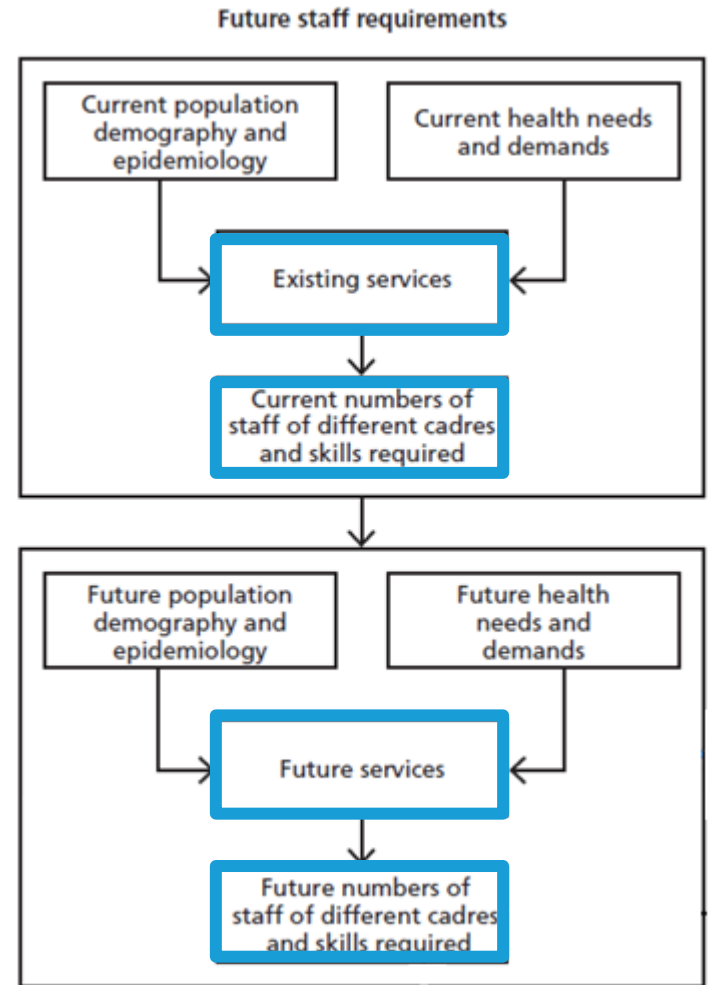 Future staff requirements
Current population
demography and
epidemiology
Current health needs
and demands
Existing services
Current numbers of
staff of different cadres
and skills required
Future population
demography and
epidemiology
Future health
needs and
demands
Future services
Future numbers of
staff of different cadres
and skills required